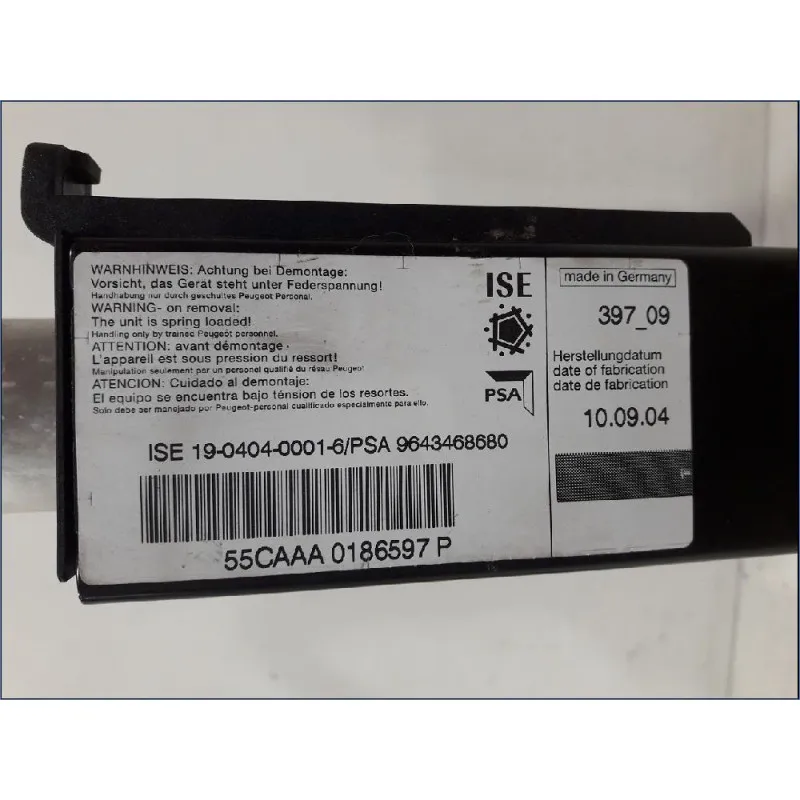 WARNHINWEIS: Achtung bei Demontage:
Vorsicht, das Gerät steht unter Federspannung!
Handhabung nur durch geschultes Peugeot Personal.
WARNING- on removal:
The unit is spring loaded!
Handling only by trained Peugeot personnel.
ATTENTION: avant démontage
L'appareil est sous pression du ressort!
Manipulation seulement par un personel qualifié du résau Peugeot
ATENCION: Cuidado al demontaje:
El equipo se encuentra bajo ténsion de los resortes.
Solo debe ser manejado por Peugeot-personal cualificado especizimente para ello.
ISE
PSA
ISE 19-0404-0001-6/PSA 9643468680
55CAAA 0186597 P
made in Germany
397_09
Herstellungdatum
date of fabrication
date de fabrication
10.09.04